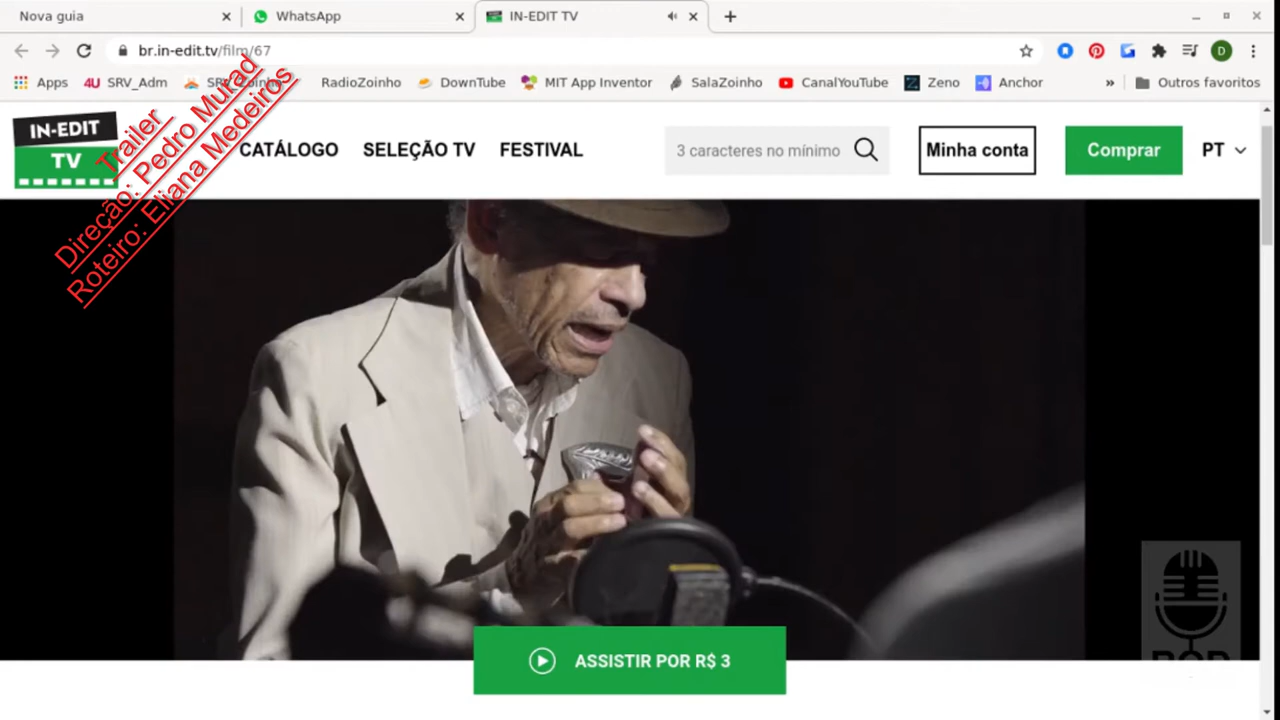 Nova guia
WhatsApp
IN-EDIT TV
br.in-edit.tv/film/67
D
Apps
4U SRV_Adm
RadioZoinho
DownTube
MIT App Inventor
SalaZoinho
CanalYouTube
Zeno
Anchor
»
Outros favoritos
IN-EDIT
TV
CATÁLOGO
SELEÇÃO TV
FESTIVAL
3 caracteres no mínimo
Minha conta
Comprar
PT
Trailer
Direção: Pedro Murad
Roteiro: Eliana Medeiros
ASSISTIR POR R$ 3